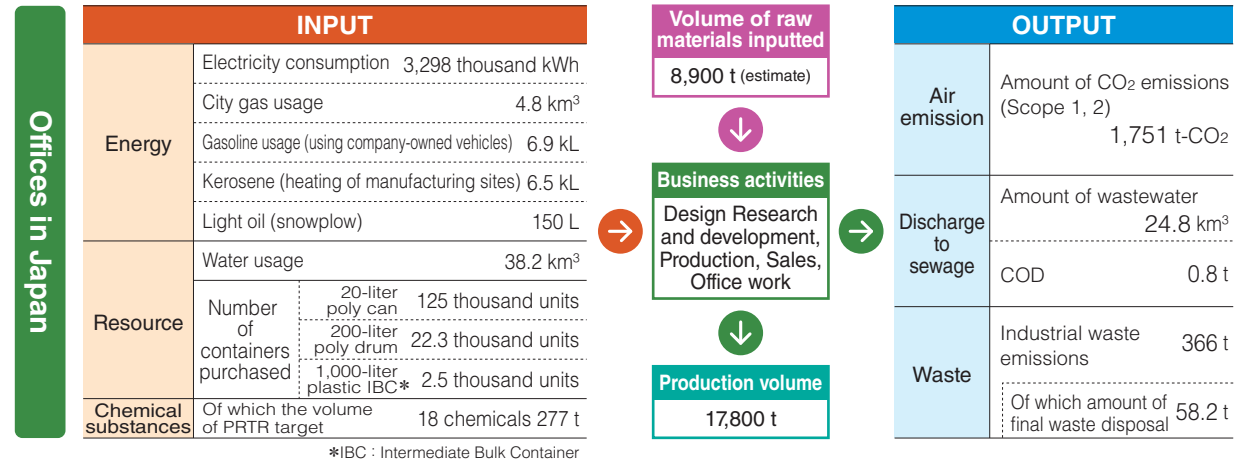 Offices in Japan
INPUT
Energy
Electricity consumption 3,298 thousand kWh
City gas usage 4.8 km³
Gasoline usage (using company-owned vehicles) 6.9 kL
Kerosene (heating of manufacturing sites) 6.5 kL
Light oil (snowplow) 150 L
Resource
Water usage 38.2 km³
Number
of
containers
purchased
20-liter
poly can 125 thousand units
200-liter
poly drum 22.3 thousand units
1,000-liter
plastic IBC✻ 2.5 thousand units
Chemical
substances
Of which the volume
of PRTR target 18 chemicals 277 t
✻IBC : Intermediate Bulk Container
Volume of raw
materials inputted
8,900 t (estimate)
Business activities
Design Research
and development,
Production, Sales,
Office work
Production volume
17,800 t
OUTPUT
Air
emission
Amount of CO₂ emissions
(Scope 1, 2)
1,751 t-CO₂
Discharge
to
sewage
Amount of wastewater
24.8 km³
COD 0.8 t
Waste
Industrial waste
emissions 366 t
Of which amount of
final waste disposal 58.2 t